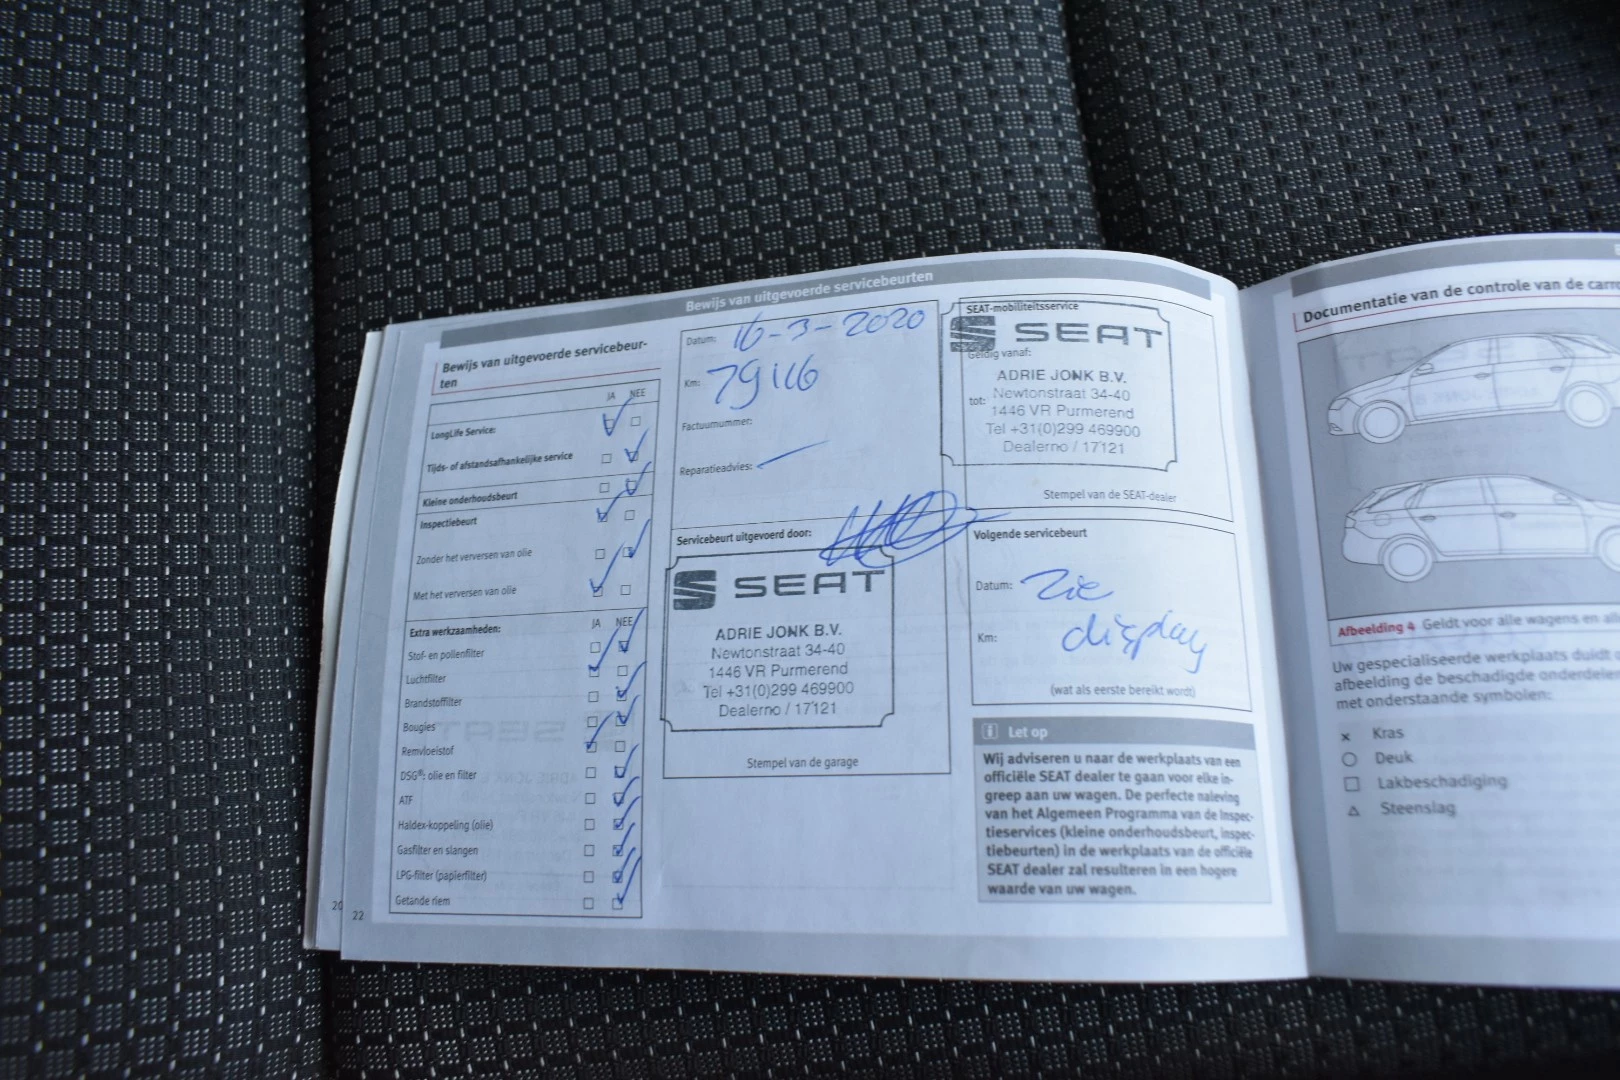 Bewijs van uitgevoerde servicebeurten
Bewijs van uitgevoerde servicebeur-
ten
JA NEE
LongLife Service:
Tijds- of afstandsafhankelijke service
Kleine onderhoudsbeurt
Inspectiebeurt
Zonder het verversen van olie
Met het verversen van olie
Extra werkzaamheden: JA NEE
Stof- en pollenfilter
Luchtfilter
Brandstoffilter
Bougies
Remvloeistof
DSG®: olie en filter
ATF
Haldex-koppeling (olie)
Gasfilter en slangen
LPG-filter (papierfilter)
Getande riem
20
22
Datum: 16-3-2020
Km:
Factuurnummer:
Reparatieadvies:
Servicebeurt uitgevoerd door:
SEAT
ADRIE JONK B.V.
Newtonstraat 34-40
1446 VR Purmerend
Tel +31(0)299 469900
Dealerno / 17121
Stempel van de garage
SEAT-mobiliteitsservice
SEAT
Geldig vanaf:
ADRIE JONK B.V.
tot: Newtonstraat 34-40
1446 VR Purmerend
Tel +31(0)299 469900
Dealerno / 17121
Stempel van de SEAT-dealer
Volgende servicebeurt
Datum: Zie
Km: display
(wat als eerste bereikt wordt)
i Let op
Wij adviseren u naar de werkplaats van een
officiële SEAT dealer te gaan voor elke in-
greep aan uw wagen. De perfecte naleving
van het Algemeen Programma van de Inspec-
tieservices (kleine onderhoudsbeurt, inspec-
tiebeurten) in de werkplaats van de officiële
SEAT dealer zal resulteren in een hogere
waarde van uw wagen.
Documentatie van de controle van de carro
Afbeelding 4 Geldt voor alle wagens en
Uw gespecialiseerde werkplaats duidt
afbeelding de beschadigde onderdelen
met onderstaande symbolen:
x Kras
Deuk
Lakbeschadiging
Steenslag